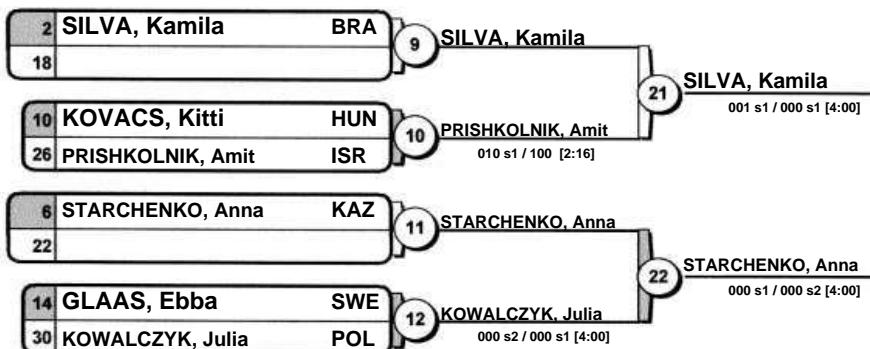 2 SILVA, Kamila BRA
18
9 SILVA, Kamila
10 KOVACS, Kitti HUN
26 PRISHKOLNIK, Amit ISR
10 PRISHKOLNIK, Amit
010 s1 / 100 [2:16]
21 SILVA, Kamila
001 s1 / 000 s1 [4:00]
6 STARCHENKO, Anna KAZ
22
11 STARCHENKO, Anna
14 GLAAS, Ebba SWE
30 KOWALCZYK, Julia POL
12 KOWALCZYK, Julia
000 s2 / 000 s1 [4:00]
22 STARCHENKO, Anna
000 s1 / 000 s2 [4:00]